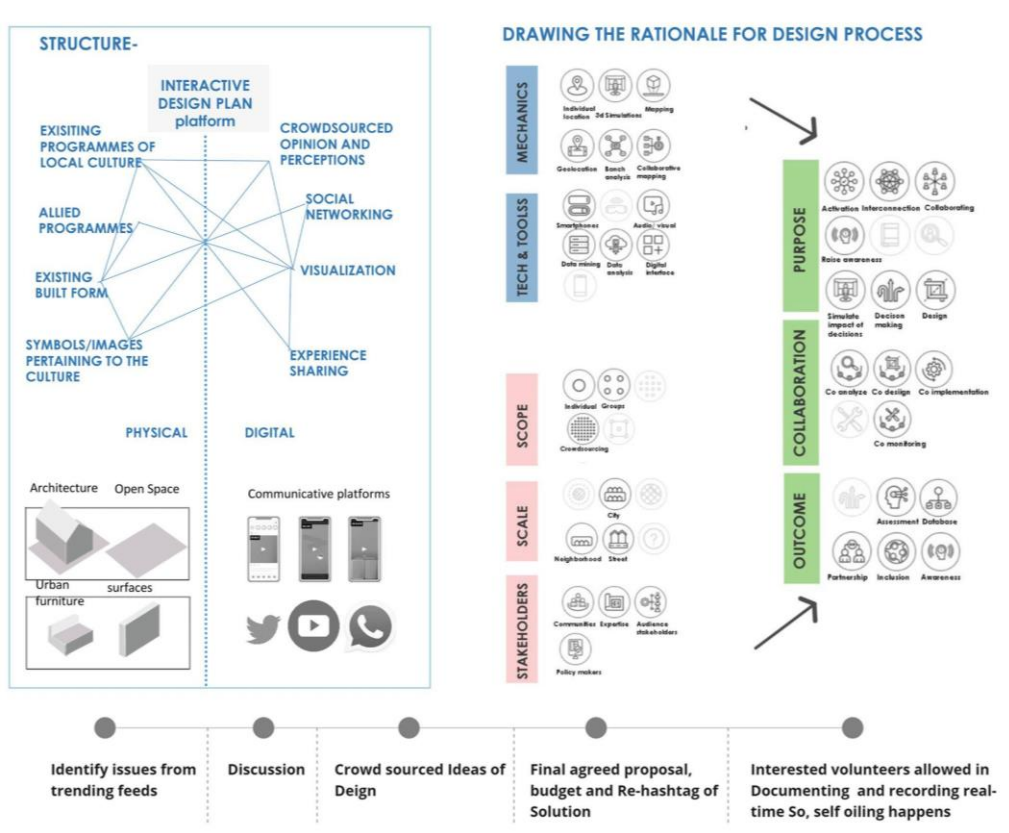 STRUCTURE-
INTERACTIVE
DESIGN PLAN
platform
EXISITING
PROGRAMMES OF
LOCAL CULTURE
ALLIED
PROGRAMMES
EXISTING
BUILT FORM
SYMBOLS/IMAGES
PERTAINING TO THE
CULTURE
CROWDSOURCED
OPINION AND
PERCEPTIONS
SOCIAL
NETWORKING
VISUALIZATION
EXPERIENCE
SHARING
PHYSICAL
DIGITAL
Architecture
Open Space
Urban
furniture
surfaces
Communicative platforms
DRAWING THE RATIONALE FOR DESIGN PROCESS
MECHANICS
Individual
location
3d Simulations
Mapping
Geolocation
Banch
analysis
Collaborative
mapping
TECH & TOOLSS
Smartphones
Audio/ visual
Data mining
Data
analysis
Digital
Interface
SCOPE
Individual
Groups
Crowdsourcing
SCALE
City
Neighborhood
Street
STAKEHOLDERS
Communities
Expertise
Audience
stakeholders
Policy makers
PURPOSE
Activation
Interconnection
Collaborating
Raise awareness
Simulate
impact of
decisions
Decison
making
Design
COLLABORATION
Co analyze
Co design
Co implementation
Co monitoring
OUTCOME
Assessment
Database
Partnership
Inclusion
Awareness
Identify issues from
trending feeds
Discussion
Crowd sourced Ideas of
Deign
Final agreed proposal,
budget and Re-hashtag of
Solution
Interested volunteers allowed in
Documenting and recording real-
time So, self oiling happens